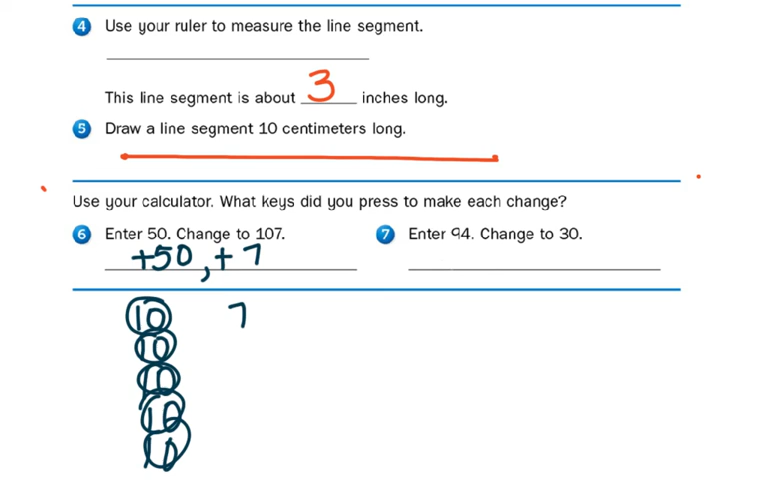 4 Use your ruler to measure the line segment.
This line segment is about 3 inches long.
5 Draw a line segment 10 centimeters long.
Use your calculator. What keys did you press to make each change?
6 Enter 50. Change to 107.
+50, +7
7 Enter 94. Change to 30.
10 7
10
10
10
10